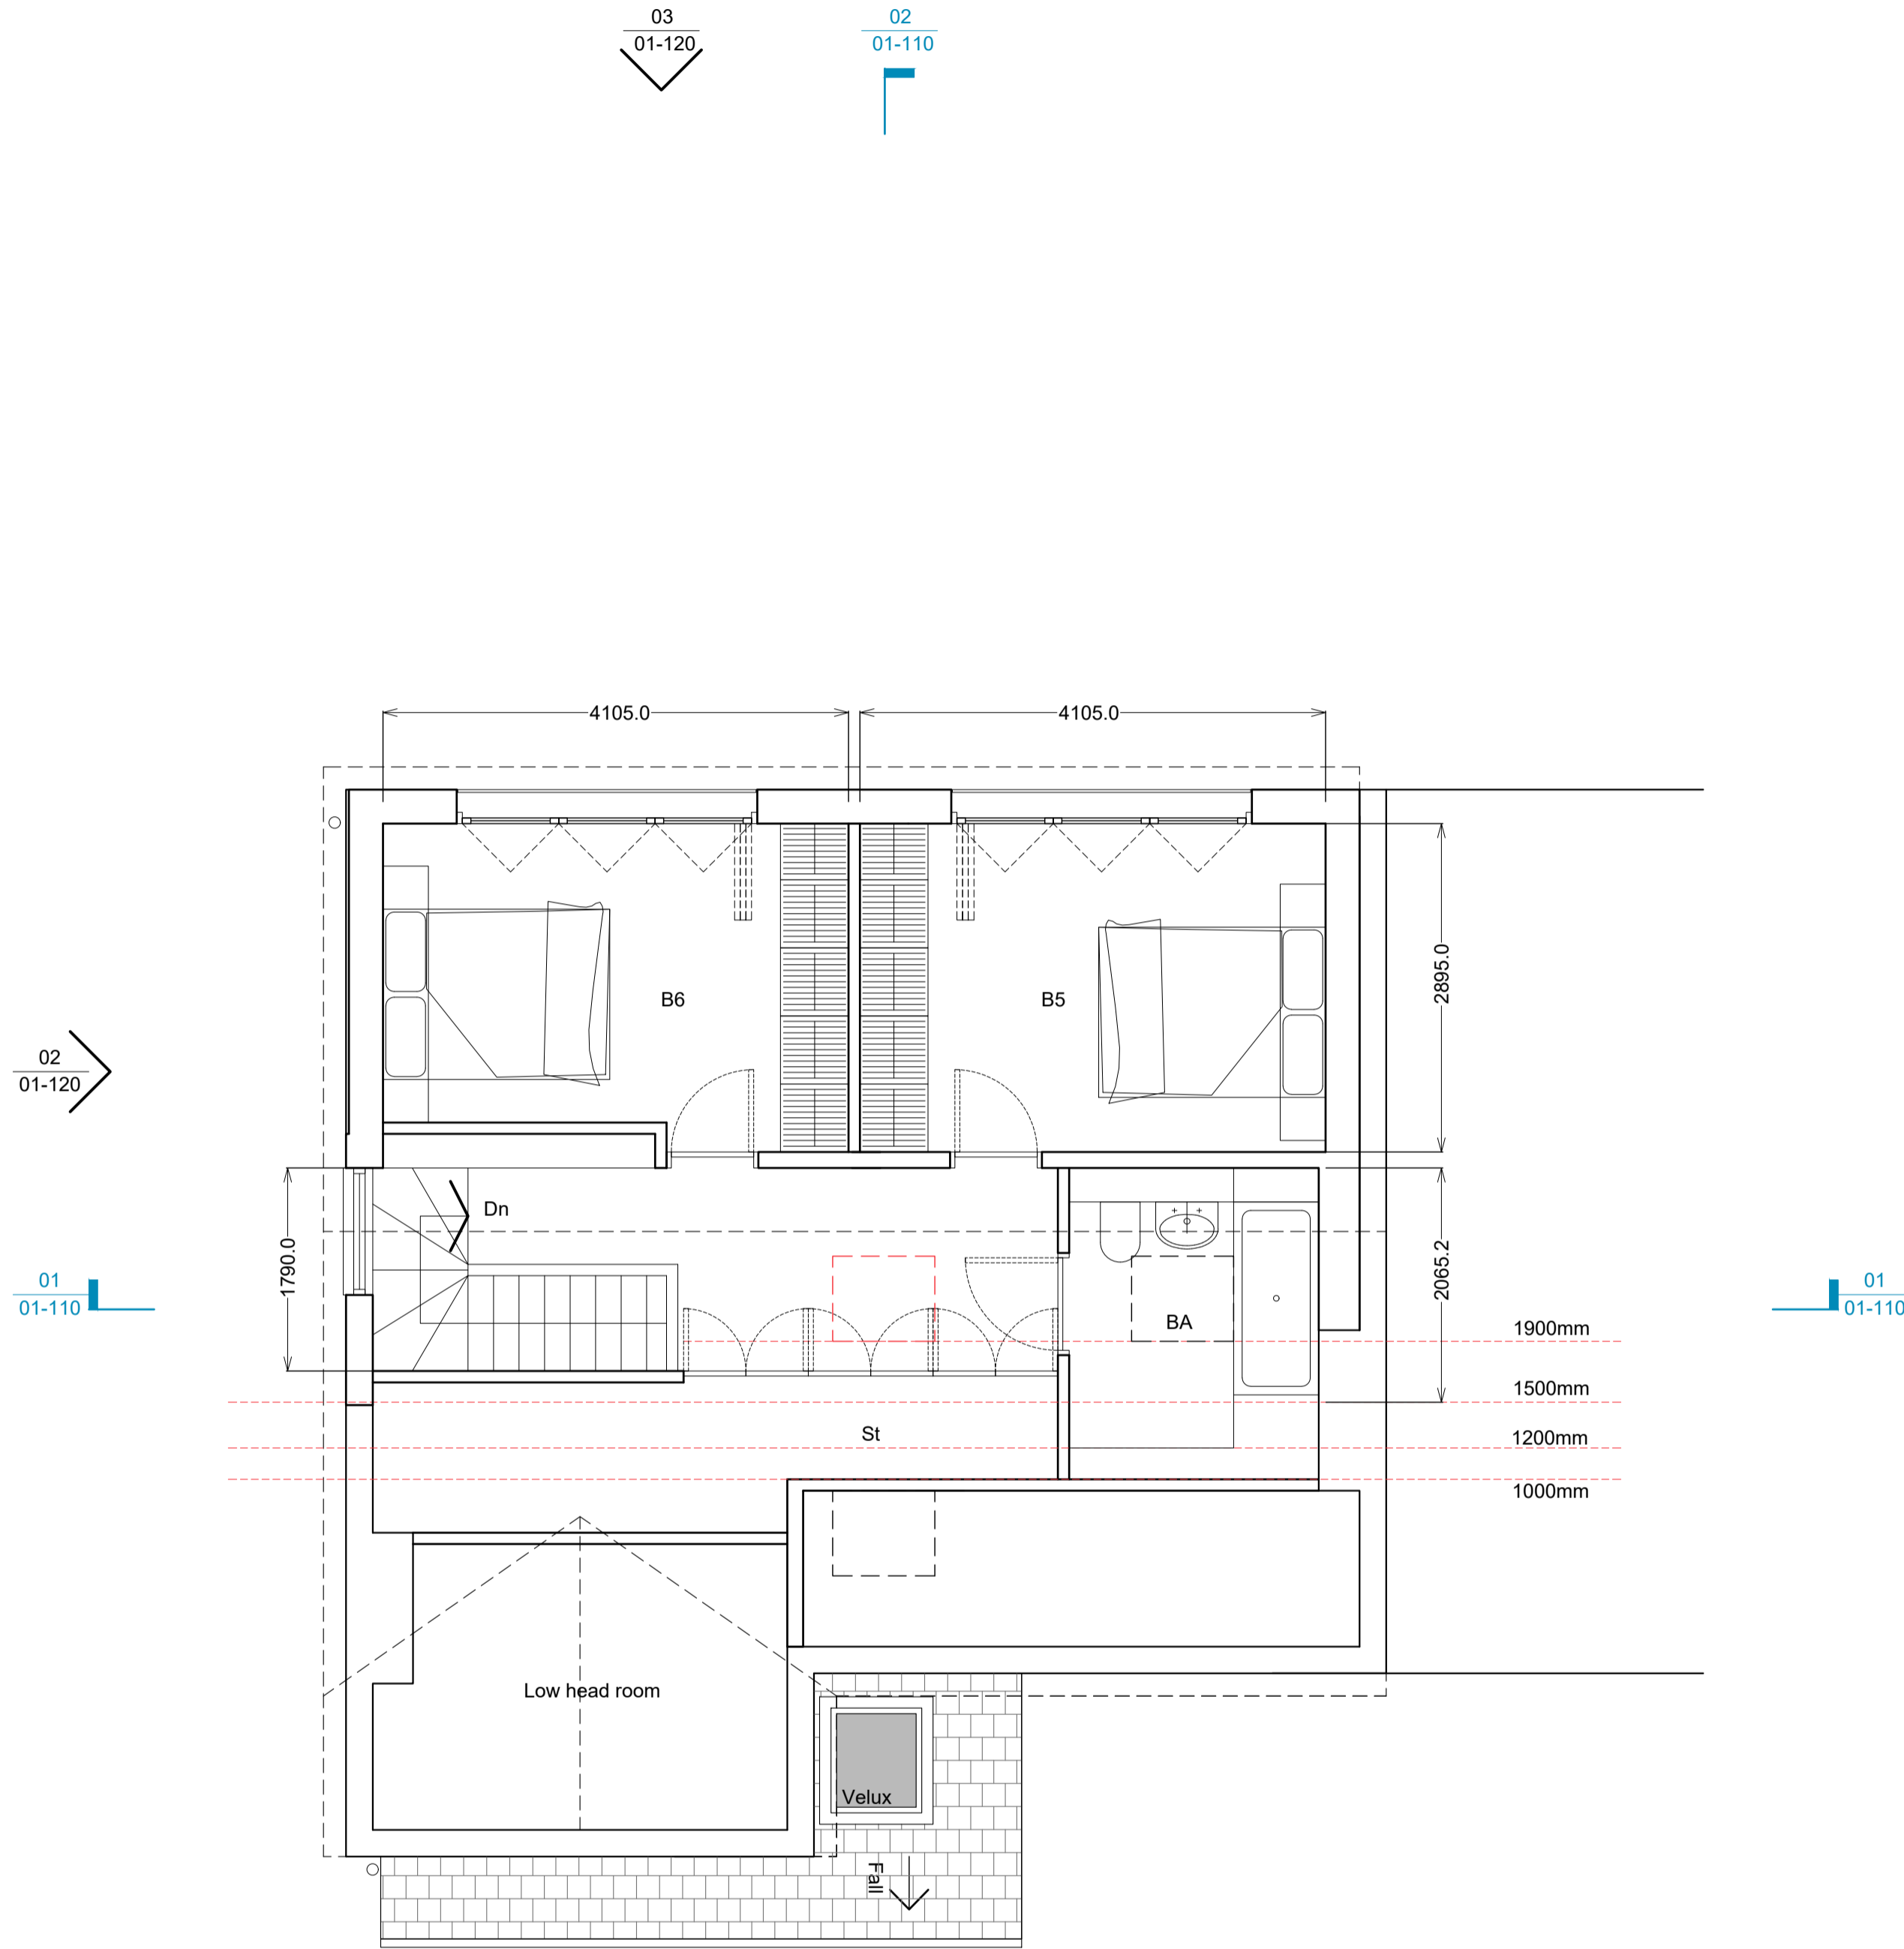 03
01-120
02
01-110
4105.0
4105.0
2895.0
B6
B5
02
01-120
Dn
1790.0
2065.2
01
01-110
01
01-110
BA
1900mm
1500mm
St
1200mm
1000mm
Low head room
Velux
Fall